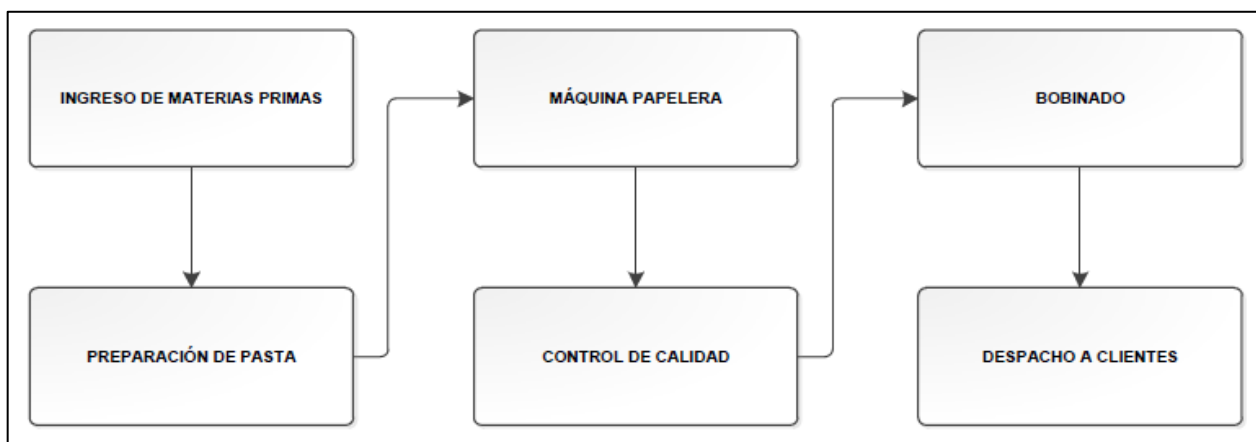 INGRESO DE MATERIAS PRIMAS
PREPARACIÓN DE PASTA
MÁQUINA PAPELERA
CONTROL DE CALIDAD
BOBINADO
DESPACHO A CLIENTES